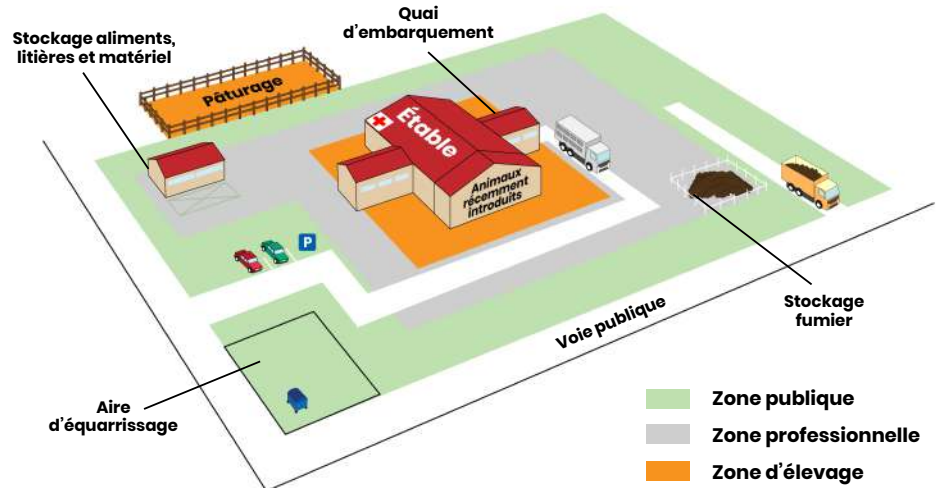 Quai
d'embarquement
Stockage aliments,
litières et matériel
Pâturage
Étable
Animaux
récemment
introduits
P
Stockage
fumier
Voie publique
Aire
d'équarrissage
Zone publique
Zone professionnelle
Zone d'élevage